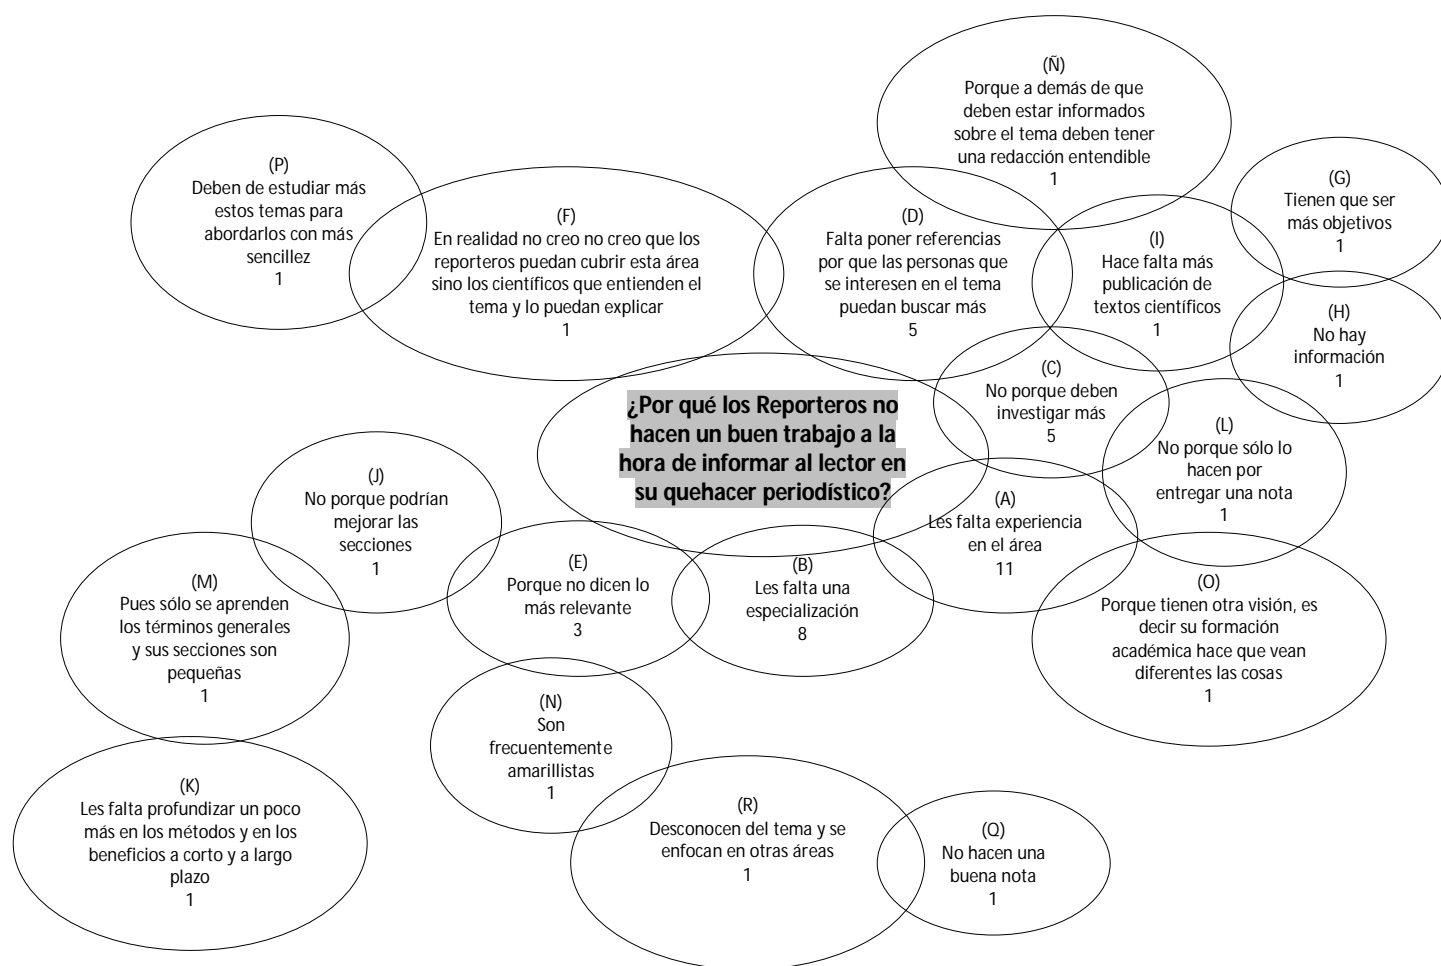 (Ñ)
Porque a demás de que
deben estar informados
sobre el tema deben tener
una redacción entendible
1
(P)
Deben de estudiar más
estos temas para
abordarlos con más
sencillez
1
(F)
En realidad no creo no creo que los
reporteros puedan cubrir esta área
sino los científicos que entienden el
tema y lo puedan explicar
1
(D)
Falta poner referencias
por que las personas que
se interesen en el tema
puedan buscar más
5
(I)
Hace falta más
publicación de
textos científicos
1
(G)
Tienen que ser
más objetivos
1
(H)
No hay
información
1
(C)
No porque deben
investigar más
5
¿Por qué los Reporteros no
hacen un buen trabajo a la
hora de informar al lector en
su quehacer periodístico?
(L)
No porque sólo lo
hacen por
entregar una nota
1
(J)
No porque podrían
mejorar las
secciones
1
(A)
Les falta experiencia
en el área
11
(M)
Pues sólo se aprenden
los términos generales
y sus secciones son
pequeñas
1
(E)
Porque no dicen lo
más relevante
3
(B)
Les falta una
especialización
8
(O)
Porque tienen otra visión, es
decir su formación
académica hace que vean
diferentes las cosas
1
(N)
Son
frecuentemente
amarillistas
1
(K)
Les falta profundizar un poco
más en los métodos y en los
beneficios a corto y a largo
plazo
1
(R)
Desconocen del tema y se
enfocan en otras áreas
1
(Q)
No hacen una
buena nota
1